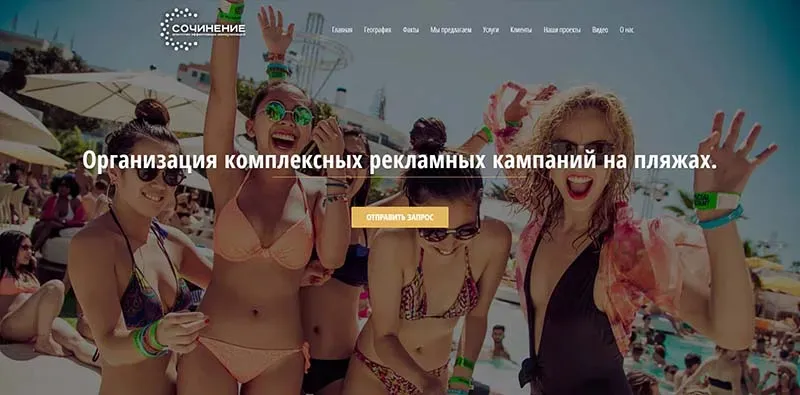 СОЧИНЕНИЕ
Главная География Факты Мы предлагаем Услуги Клиенты Наши проекты Видео О нас
Организация комплексных рекламных кампаний на пляжах.
ОТПРАВИТЬ ЗАПРОС